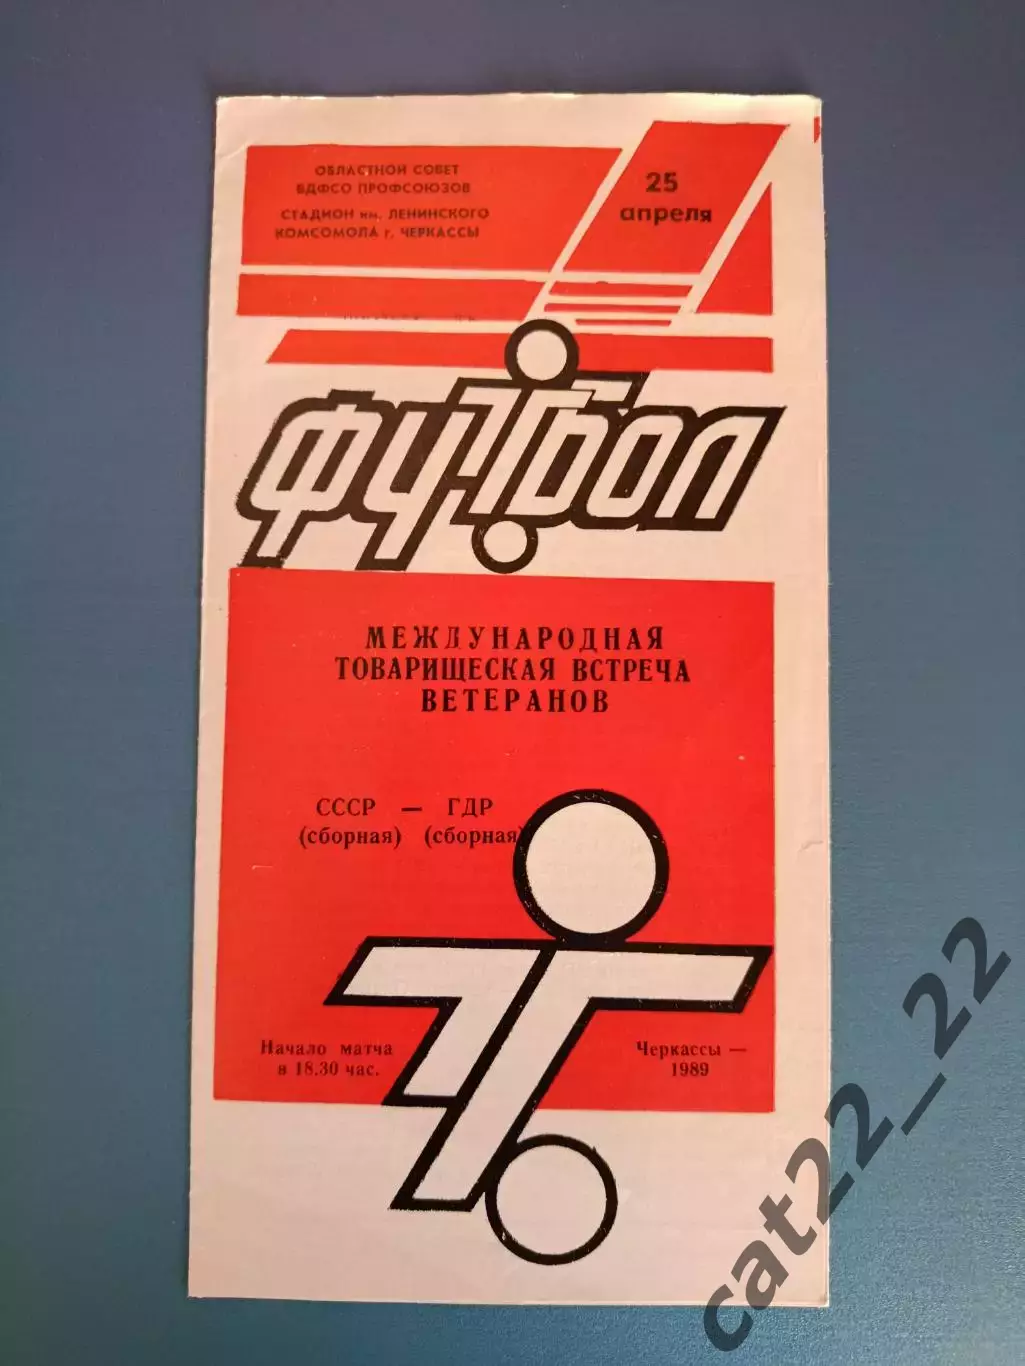 ОБЛАСТНОЙ СОВЕТ
ВДФСО ПРОФСОЮЗОВ
СТАДИОН им. ЛЕНИНСКОГО
КОМСОМОЛА г. ЧЕРКАССЫ
25
апреля
ФУТБОЛ
МЕЖДУНАРОДНАЯ
ТОВАРИЩЕСКАЯ ВСТРЕЧА
ВЕТЕРАНОВ
СССР — ГДР
(сборная) (сборная)
Начало матча
в 18.30 час.
Черкассы —
1989
cat22_22